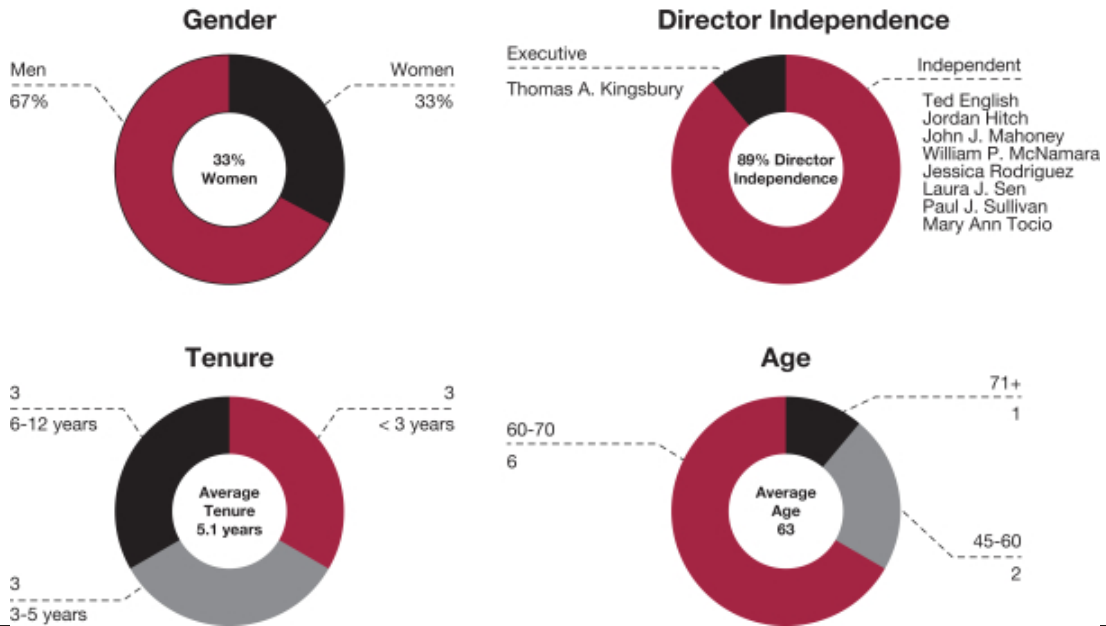 Gender
Men
67%
Women
33%
33%
Women
Director Independence
Executive
Thomas A. Kingsbury
Independent
Ted English
Jordan Hitch
John J. Mahoney
William P. McNamara
Jessica Rodriguez
Laura J. Sen
Paul J. Sullivan
Mary Ann Tocio
89% Director
Independence
Tenure
3
6-12 years
3
< 3 years
Average
Tenure
5.1 years
3
3-5 years
Age
71+
1
60-70
6
Average
Age
63
45-60
2